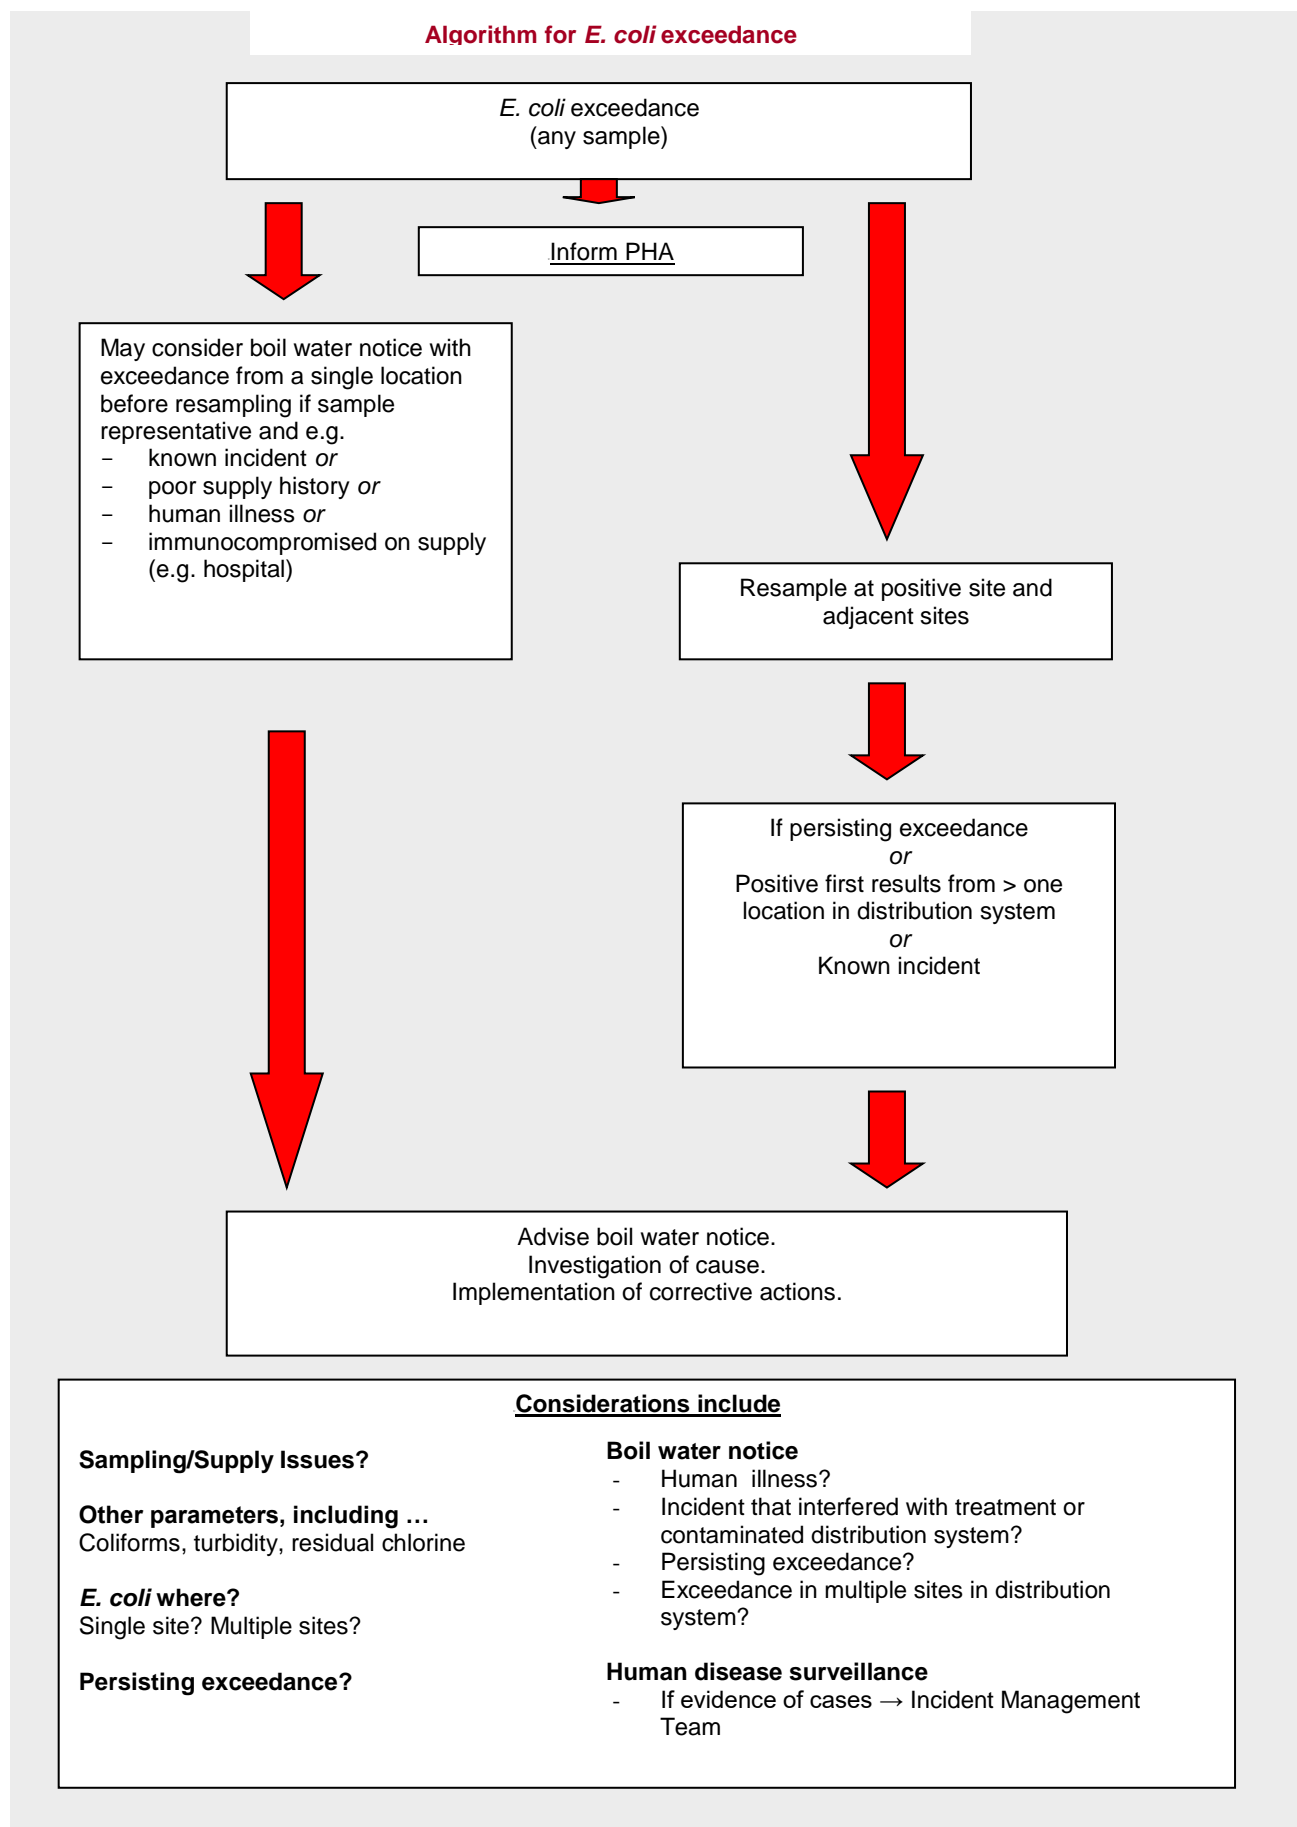 Algorithm for E. coli exceedance
E. coli exceedance
(any sample)
Inform PHA
May consider boil water notice with
exceedance from a single location
before resampling if sample
representative and e.g.
- known incident or
- poor supply history or
- human illness or
- immunocompromised on supply
(e.g. hospital)
Resample at positive site and
adjacent sites
If persisting exceedance
or
Positive first results from > one
location in distribution system
or
Known incident
Advise boil water notice.
Investigation of cause.
Implementation of corrective actions.
Considerations include
Sampling/Supply Issues?
Other parameters, including …
Coliforms, turbidity, residual chlorine
E. coli where?
Single site? Multiple sites?
Persisting exceedance?
Boil water notice
- Human illness?
- Incident that interfered with treatment or
contaminated distribution system?
- Persisting exceedance?
- Exceedance in multiple sites in distribution
system?
Human disease surveillance
- If evidence of cases → Incident Management
Team